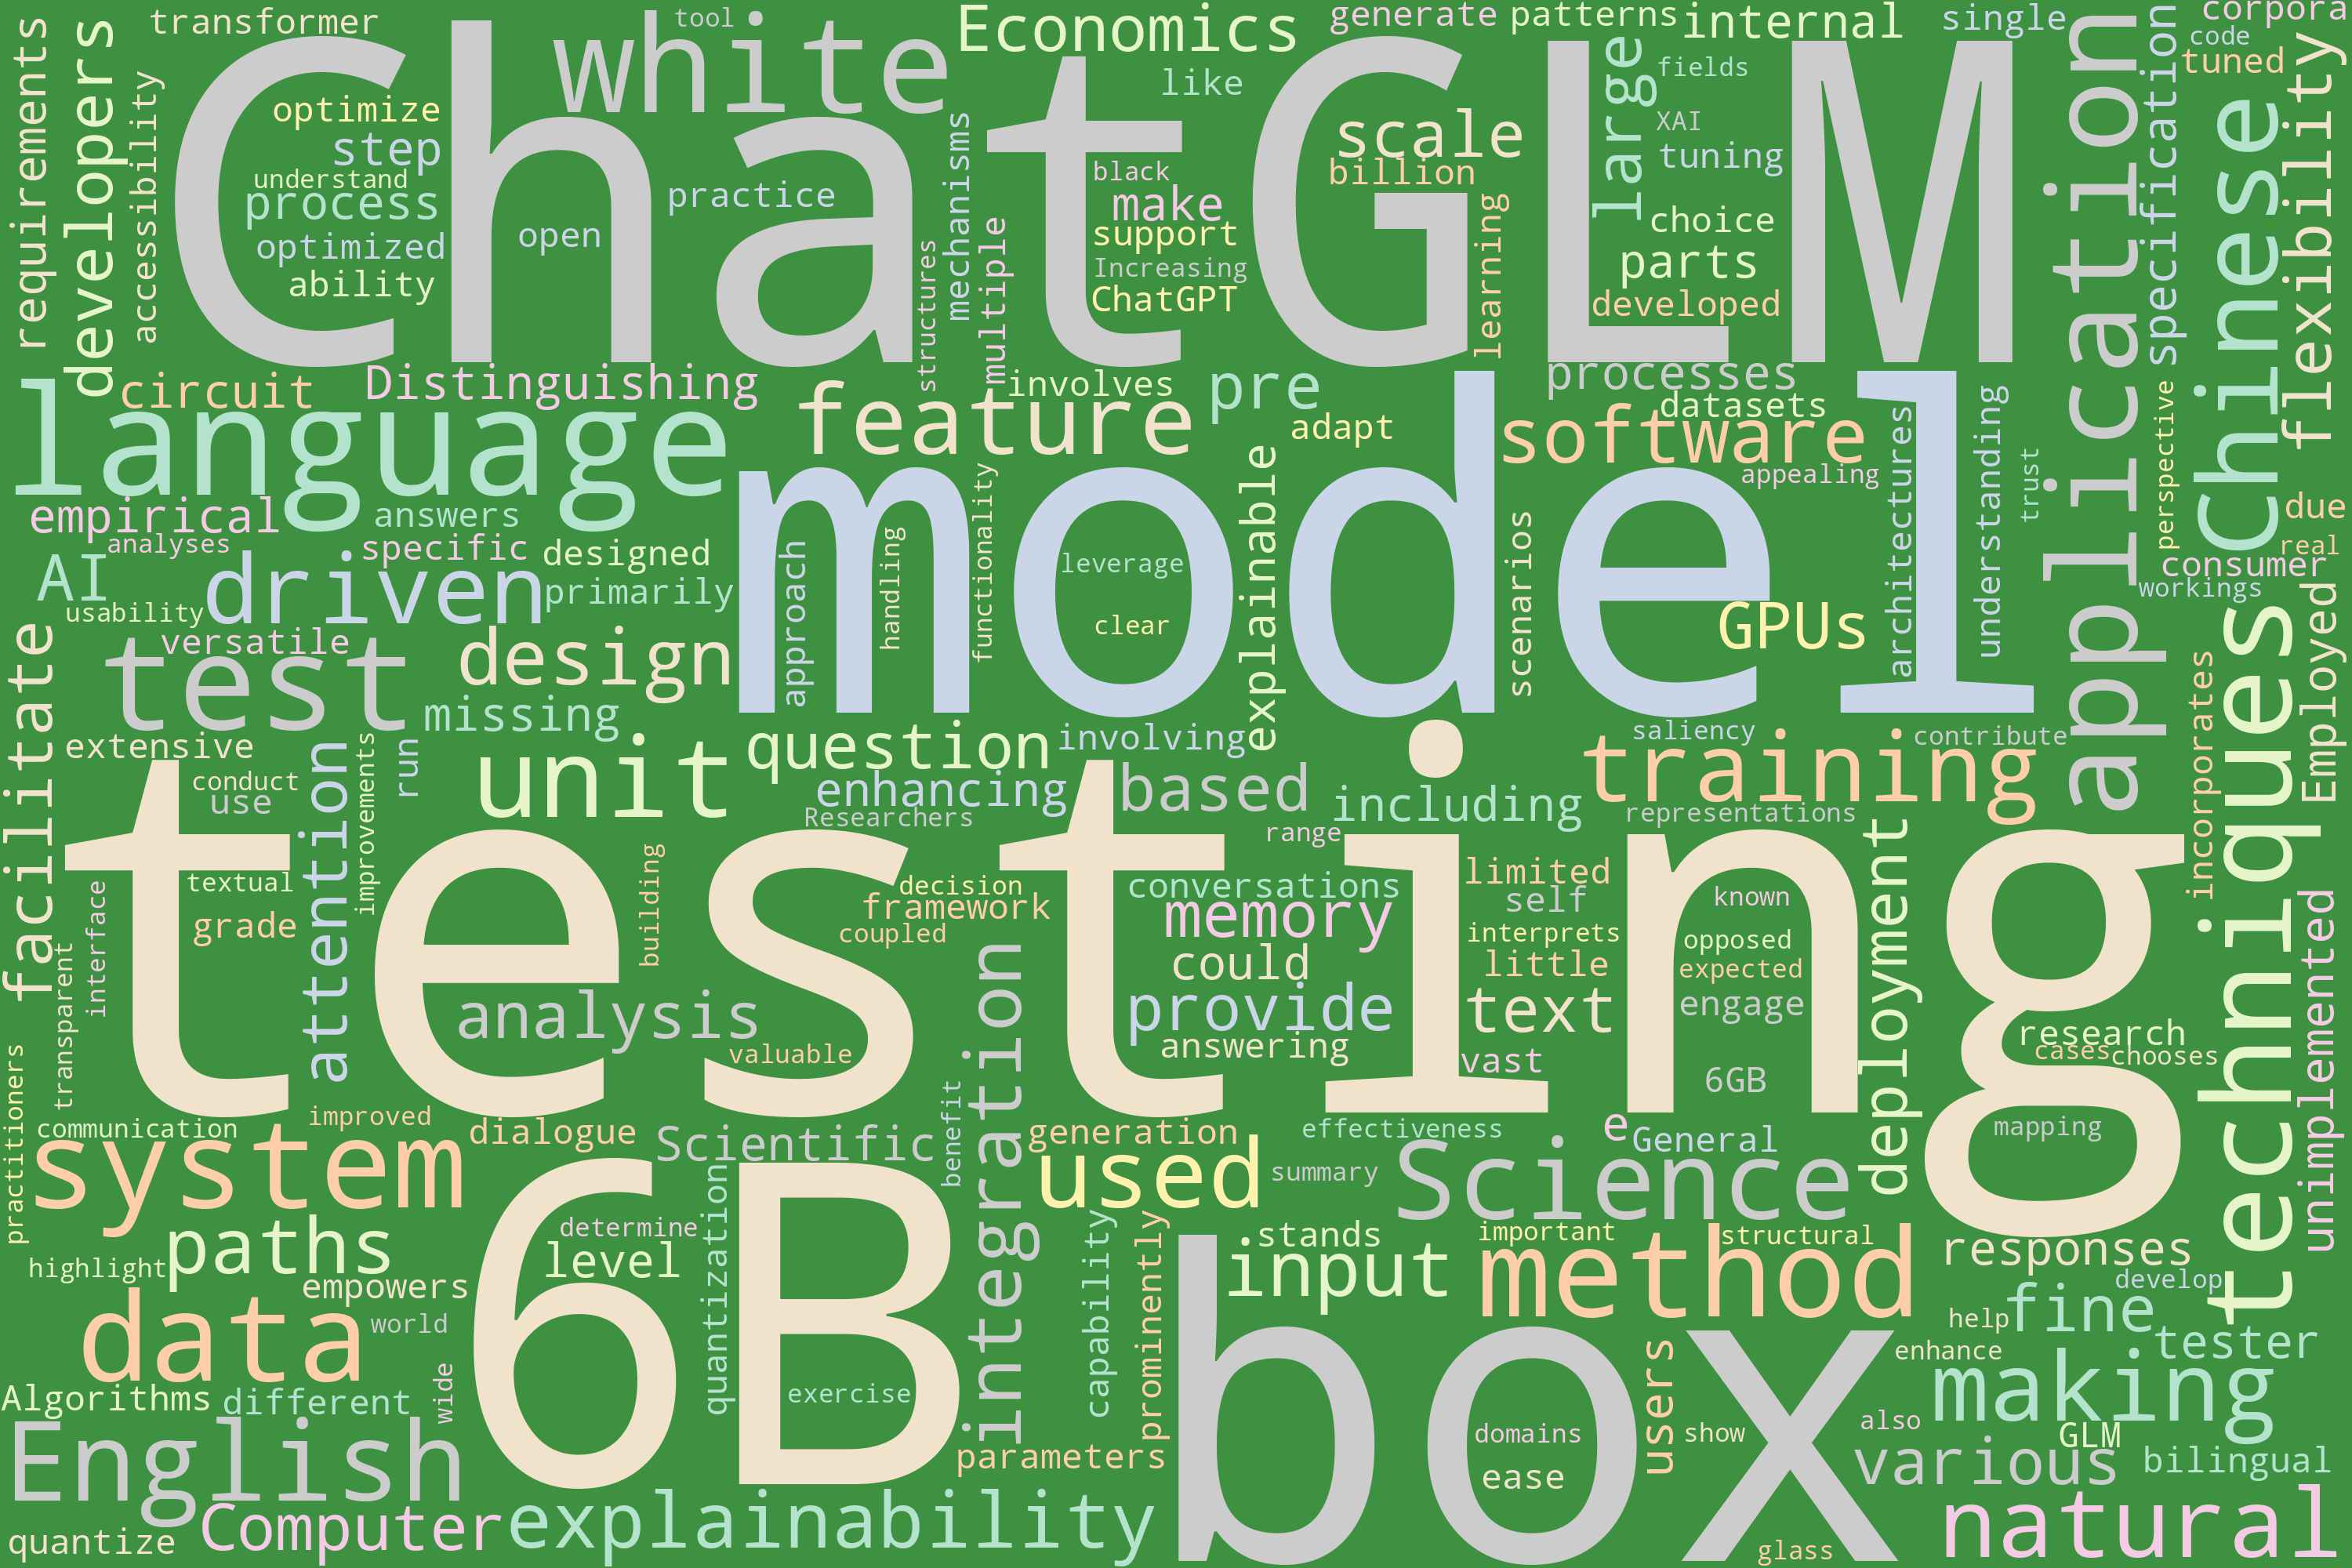 transformer
tool
Economics
generate
patterns
internal
single
corpora
requirements
developers
white
ChatGLM
large
application
specification
code
tuned
flexibility
Chinese
accessibility
optimize
step
understand
process
optimized
ability
open
practice
like
mechanisms
structures
multiple
scale
billion
black
make
support
Increasing
ChatGPT
learning
fields
XAI
tuning
choice
parts
developed
circuit
Distinguishing
involves
pre
processes
language
feature
adapt
datasets
software
appealing
model
empirical
answers
analyses
specific
designed
AI
driven
primarily
usability
versatile
test
design
missing
approach
handling
functionality
leverage
clear
explainable
scenarios
GPUs
architectures
understanding
trust
perspective
due
real
consumer
workings
techniques
Employed
facilitate
extensive
conduct
use
attention
improvements
run
unit
question
involving
enhancing
Researchers
based
including
saliency
contribute
training
representations
incorporates
range
testing
textual
grade
interface
transparent
building
decision
framework
coupled
conversations
memory
could
provide
answering
limited
self
interprets
little
text
vast
known
opposed
expected
engage
6GB
deployment
research
cases
chooses
unimplemented
analysis
valuable
integration
benefit
practitioners
communication
improved
dialogue
Scientific
generation
effectiveness
e
General
mapping
system
used
summary
Science
6B
determine
level
quantization
capability
prominently
stands
input
important
structural
method
responses
develop
paths
highlight
empowers
data
world
help
fine
tester
enhance
box
users
making
Algorithms
different
wide
exercise
parameters
domains
show
also
GLM
ease
various
bilingual
English
Computer
explainability
quantize
glass
natural